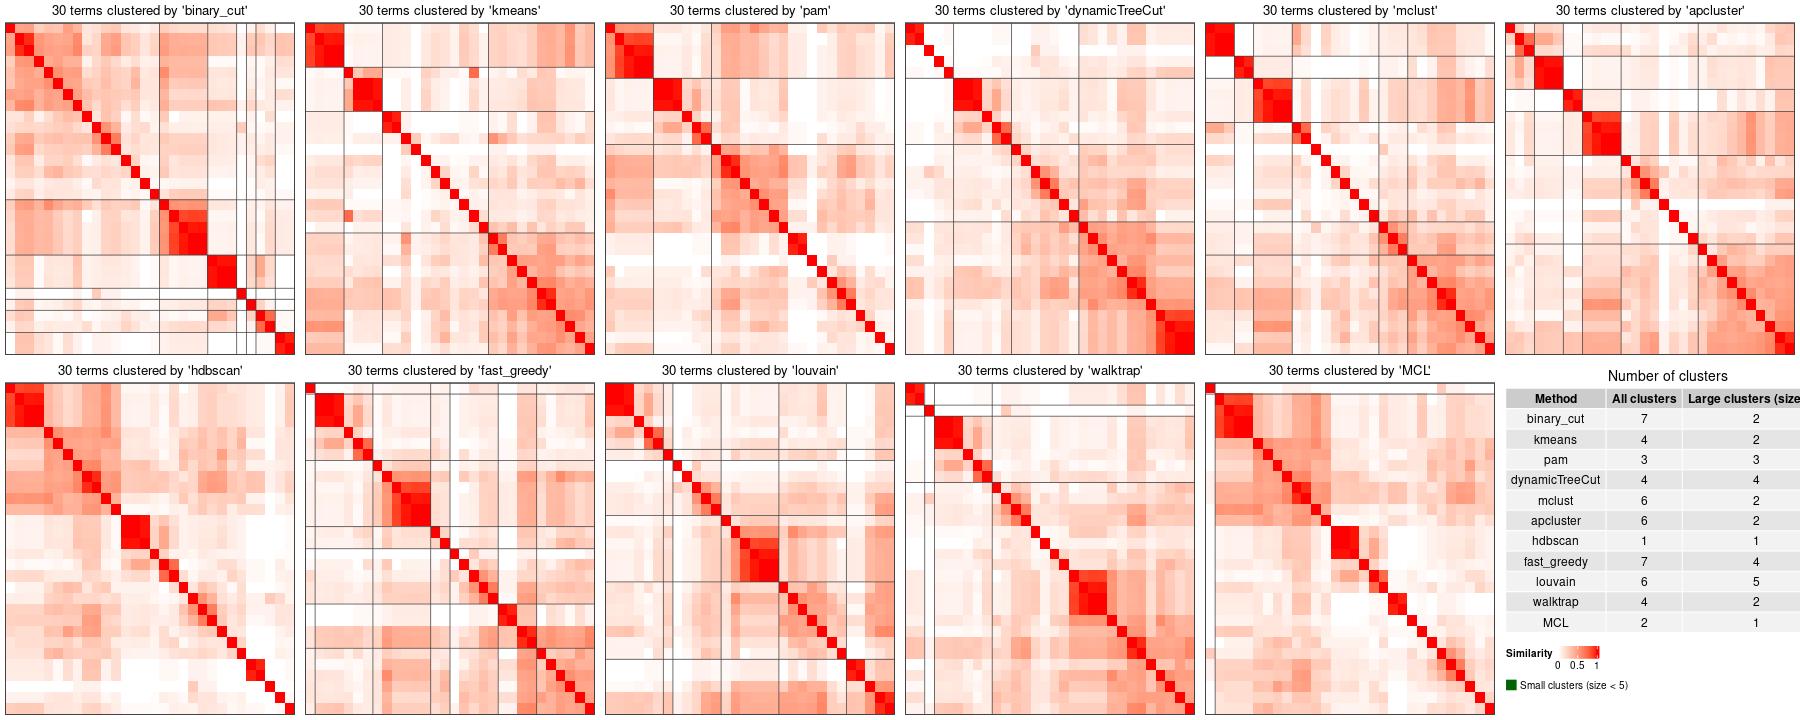 30 terms clustered by 'binary_cut'
30 terms clustered by 'kmeans'
30 terms clustered by 'pam'
30 terms clustered by 'dynamicTreeCut'
30 terms clustered by 'mclust'
30 terms clustered by 'apcluster'
30 terms clustered by 'hdbscan'
30 terms clustered by 'fast_greedy'
30 terms clustered by 'louvain'
30 terms clustered by 'walktrap'
30 terms clustered by 'MCL'
Number of clusters
Method All clusters Large clusters (size
binary_cut 7 2
kmeans 4 2
pam 3 3
dynamicTreeCut 4 4
mclust 6 2
apcluster 6 2
hdbscan 1 1
fast_greedy 7 4
louvain 6 5
walktrap 4 2
MCL 2 1
Similarity
0 0.5 1
Small clusters (size < 5)